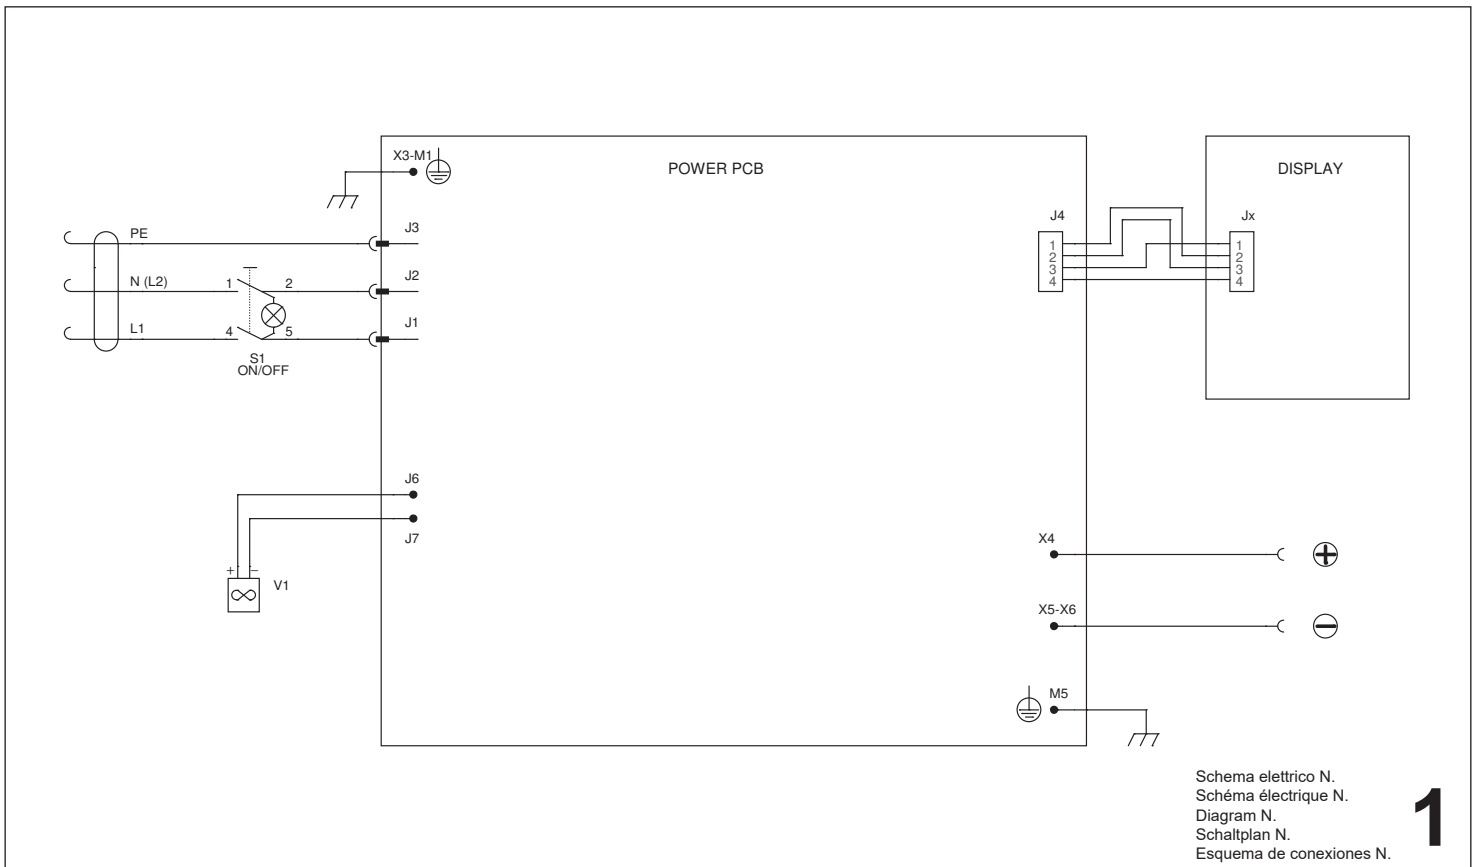 X3-M1
POWER PCB
DISPLAY
PE
J3
J4
Jx
1
2
3
4
1
2
3
4
N (L2)
1
2
J2
L1
4
5
J1
S1
ON/OFF
J6
J7
+
−
V1
X4
+
X5-X6
−
M5
Schema elettrico N.
Schéma électrique N.
Diagram N.
Schaltplan N.
Esquema de conexiones N.
1